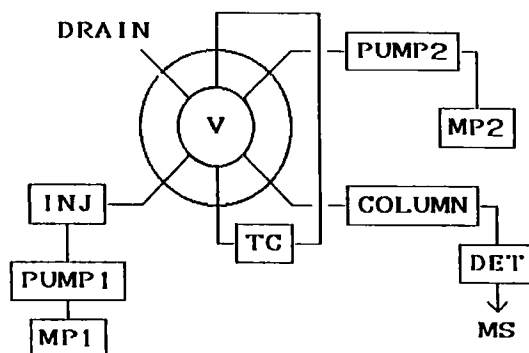 DRAIN
PUMP2
V
MP2
INJ
COLUMN
TC
PUMP1
DET
MP1
MS